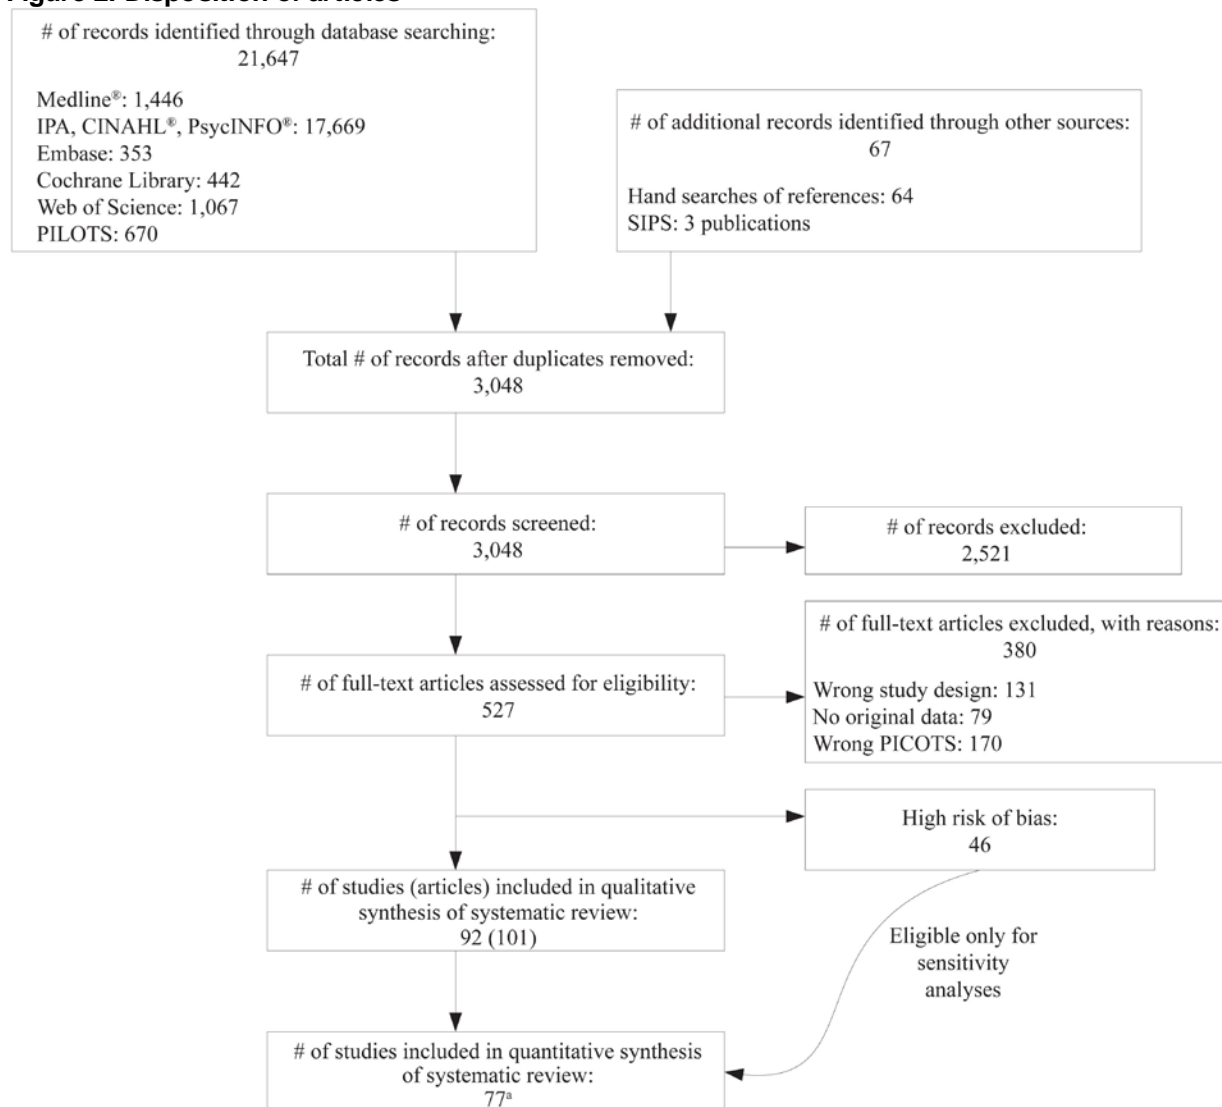 Figure 2. Disposition of articles
# of records identified through database searching:
21,647
Medline®: 1,446
IPA, CINAHL®, PsycINFO®: 17,669
Embase: 353
Cochrane Library: 442
Web of Science: 1,067
PILOTS: 670
# of additional records identified through other sources:
67
Hand searches of references: 64
SIPS: 3 publications
Total # of records after duplicates removed:
3,048
# of records screened:
3,048
# of records excluded:
2,521
# of full-text articles assessed for eligibility:
527
# of full-text articles excluded, with reasons:
380
Wrong study design: 131
No original data: 79
Wrong PICOTS: 170
High risk of bias:
46
# of studies (articles) included in qualitative
synthesis of systematic review:
92 (101)
Eligible only for
sensitivity
analyses
# of studies included in quantitative synthesis
of systematic review:
77ª